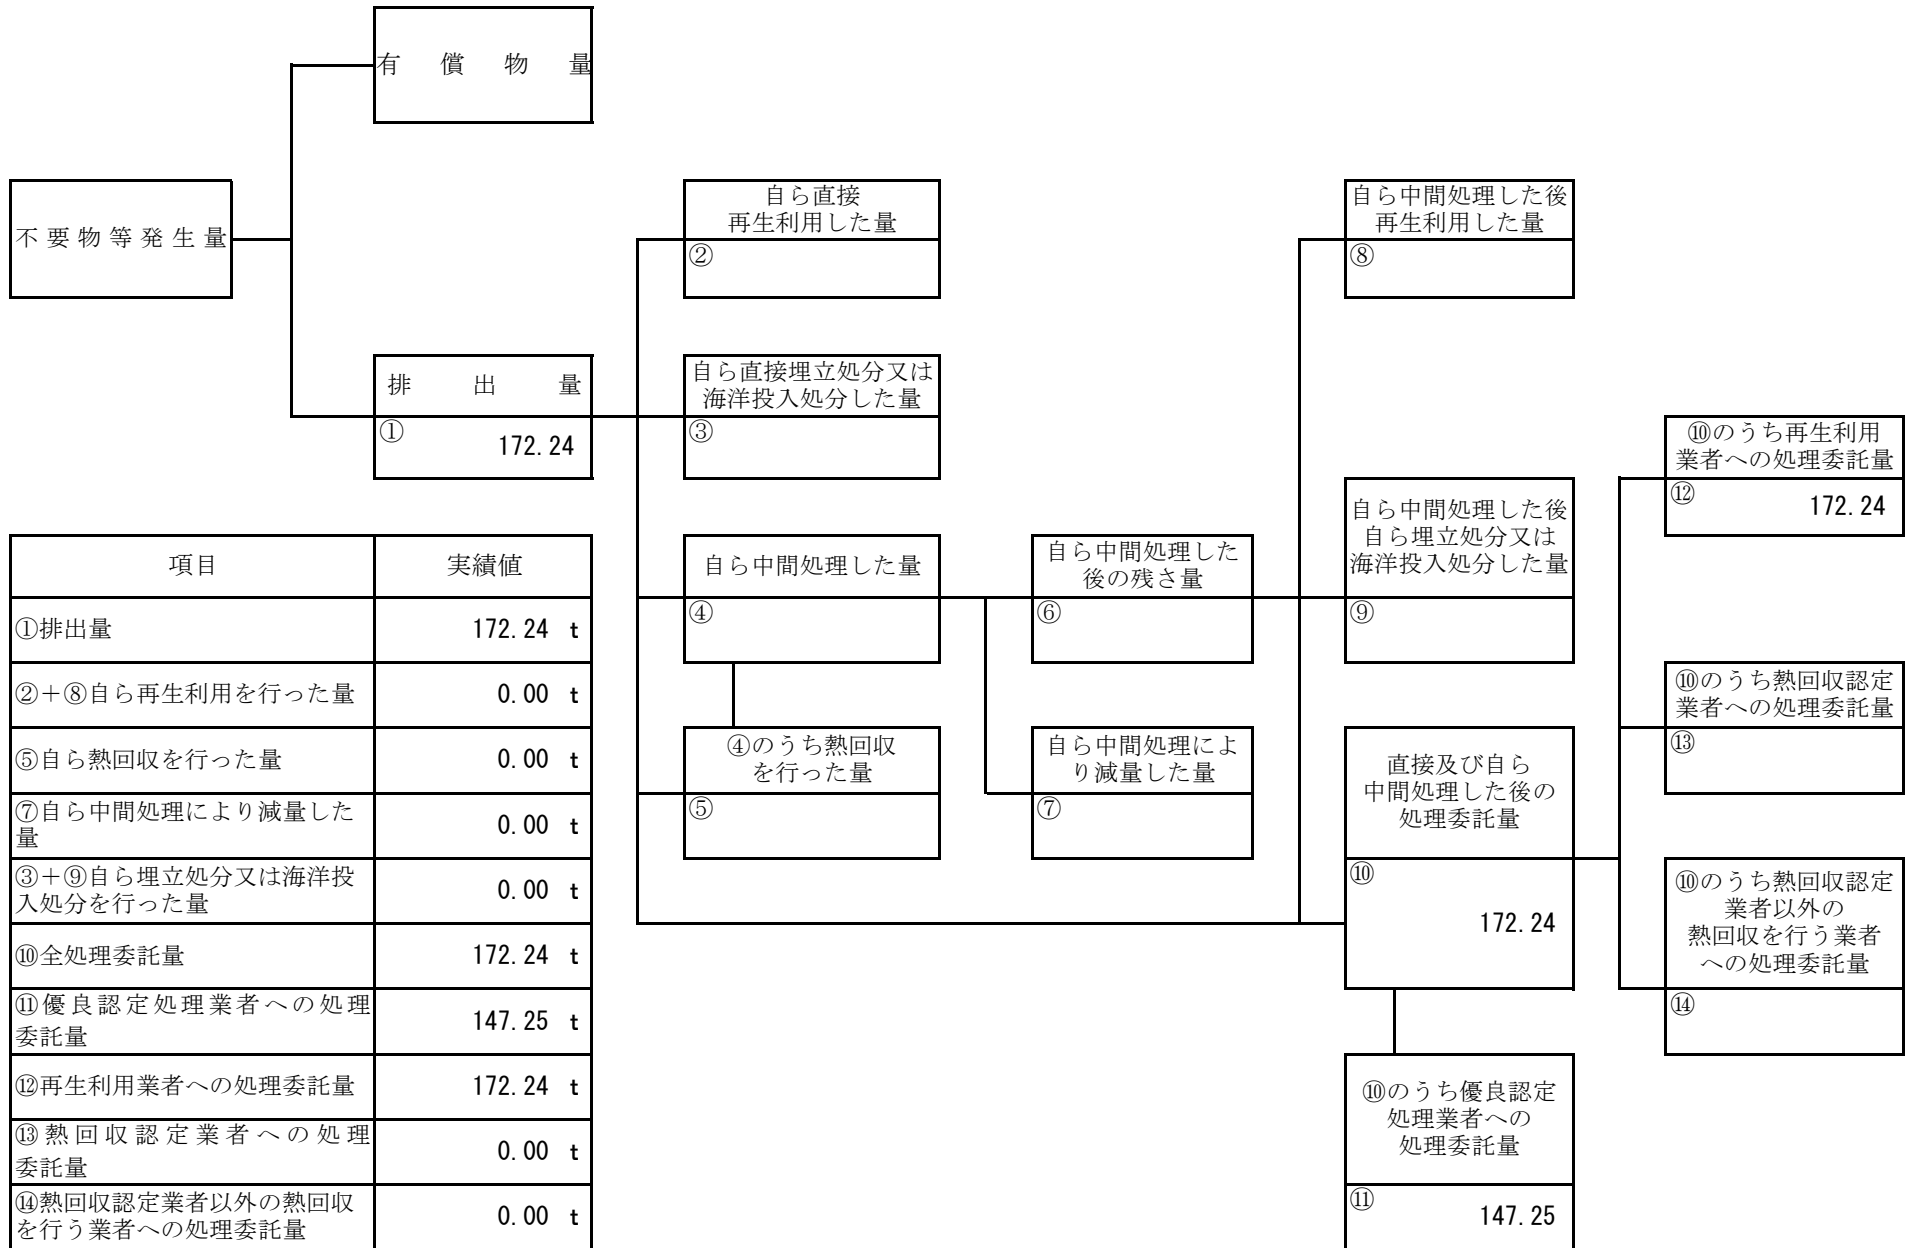 有償物量
不要物等発生量
自ら直接
再生利用した量
②
自ら中間処理した後
再生利用した量
⑧
排出量
①
172.24
自ら直接埋立処分又は
海洋投入処分した量
③
⑩のうち再生利用
業者への処理委託量
⑫
172.24
自ら中間処理した量
④
自ら中間処理した
後の残さ量
⑥
自ら中間処理した後
自ら埋立処分又は
海洋投入処分した量
⑨
⑩のうち熱回収認定
業者への処理委託量
⑬
④のうち熱回収
を行った量
⑤
自ら中間処理によ
り減量した量
⑦
直接及び自ら
中間処理した後の
処理委託量
⑩
172.24
⑩のうち熱回収認定
業者以外の
熱回収を行う業者
への処理委託量
⑭
⑩のうち優良認定
処理業者への
処理委託量
⑪
147.25
項目 実績値
①排出量 172.24 t
②+⑧自ら再生利用を行った量 0.00 t
⑤自ら熱回収を行った量 0.00 t
⑦自ら中間処理により減量した
量 0.00 t
③+⑨自ら埋立処分又は海洋投
入処分を行った量 0.00 t
⑩全処理委託量 172.24 t
⑪優良認定処理業者への処理
委託量 147.25 t
⑫再生利用業者への処理委託量 172.24 t
⑬熱回収認定業者への処理
委託量 0.00 t
⑭熱回収認定業者以外の熱回収
を行う業者への処理委託量 0.00 t